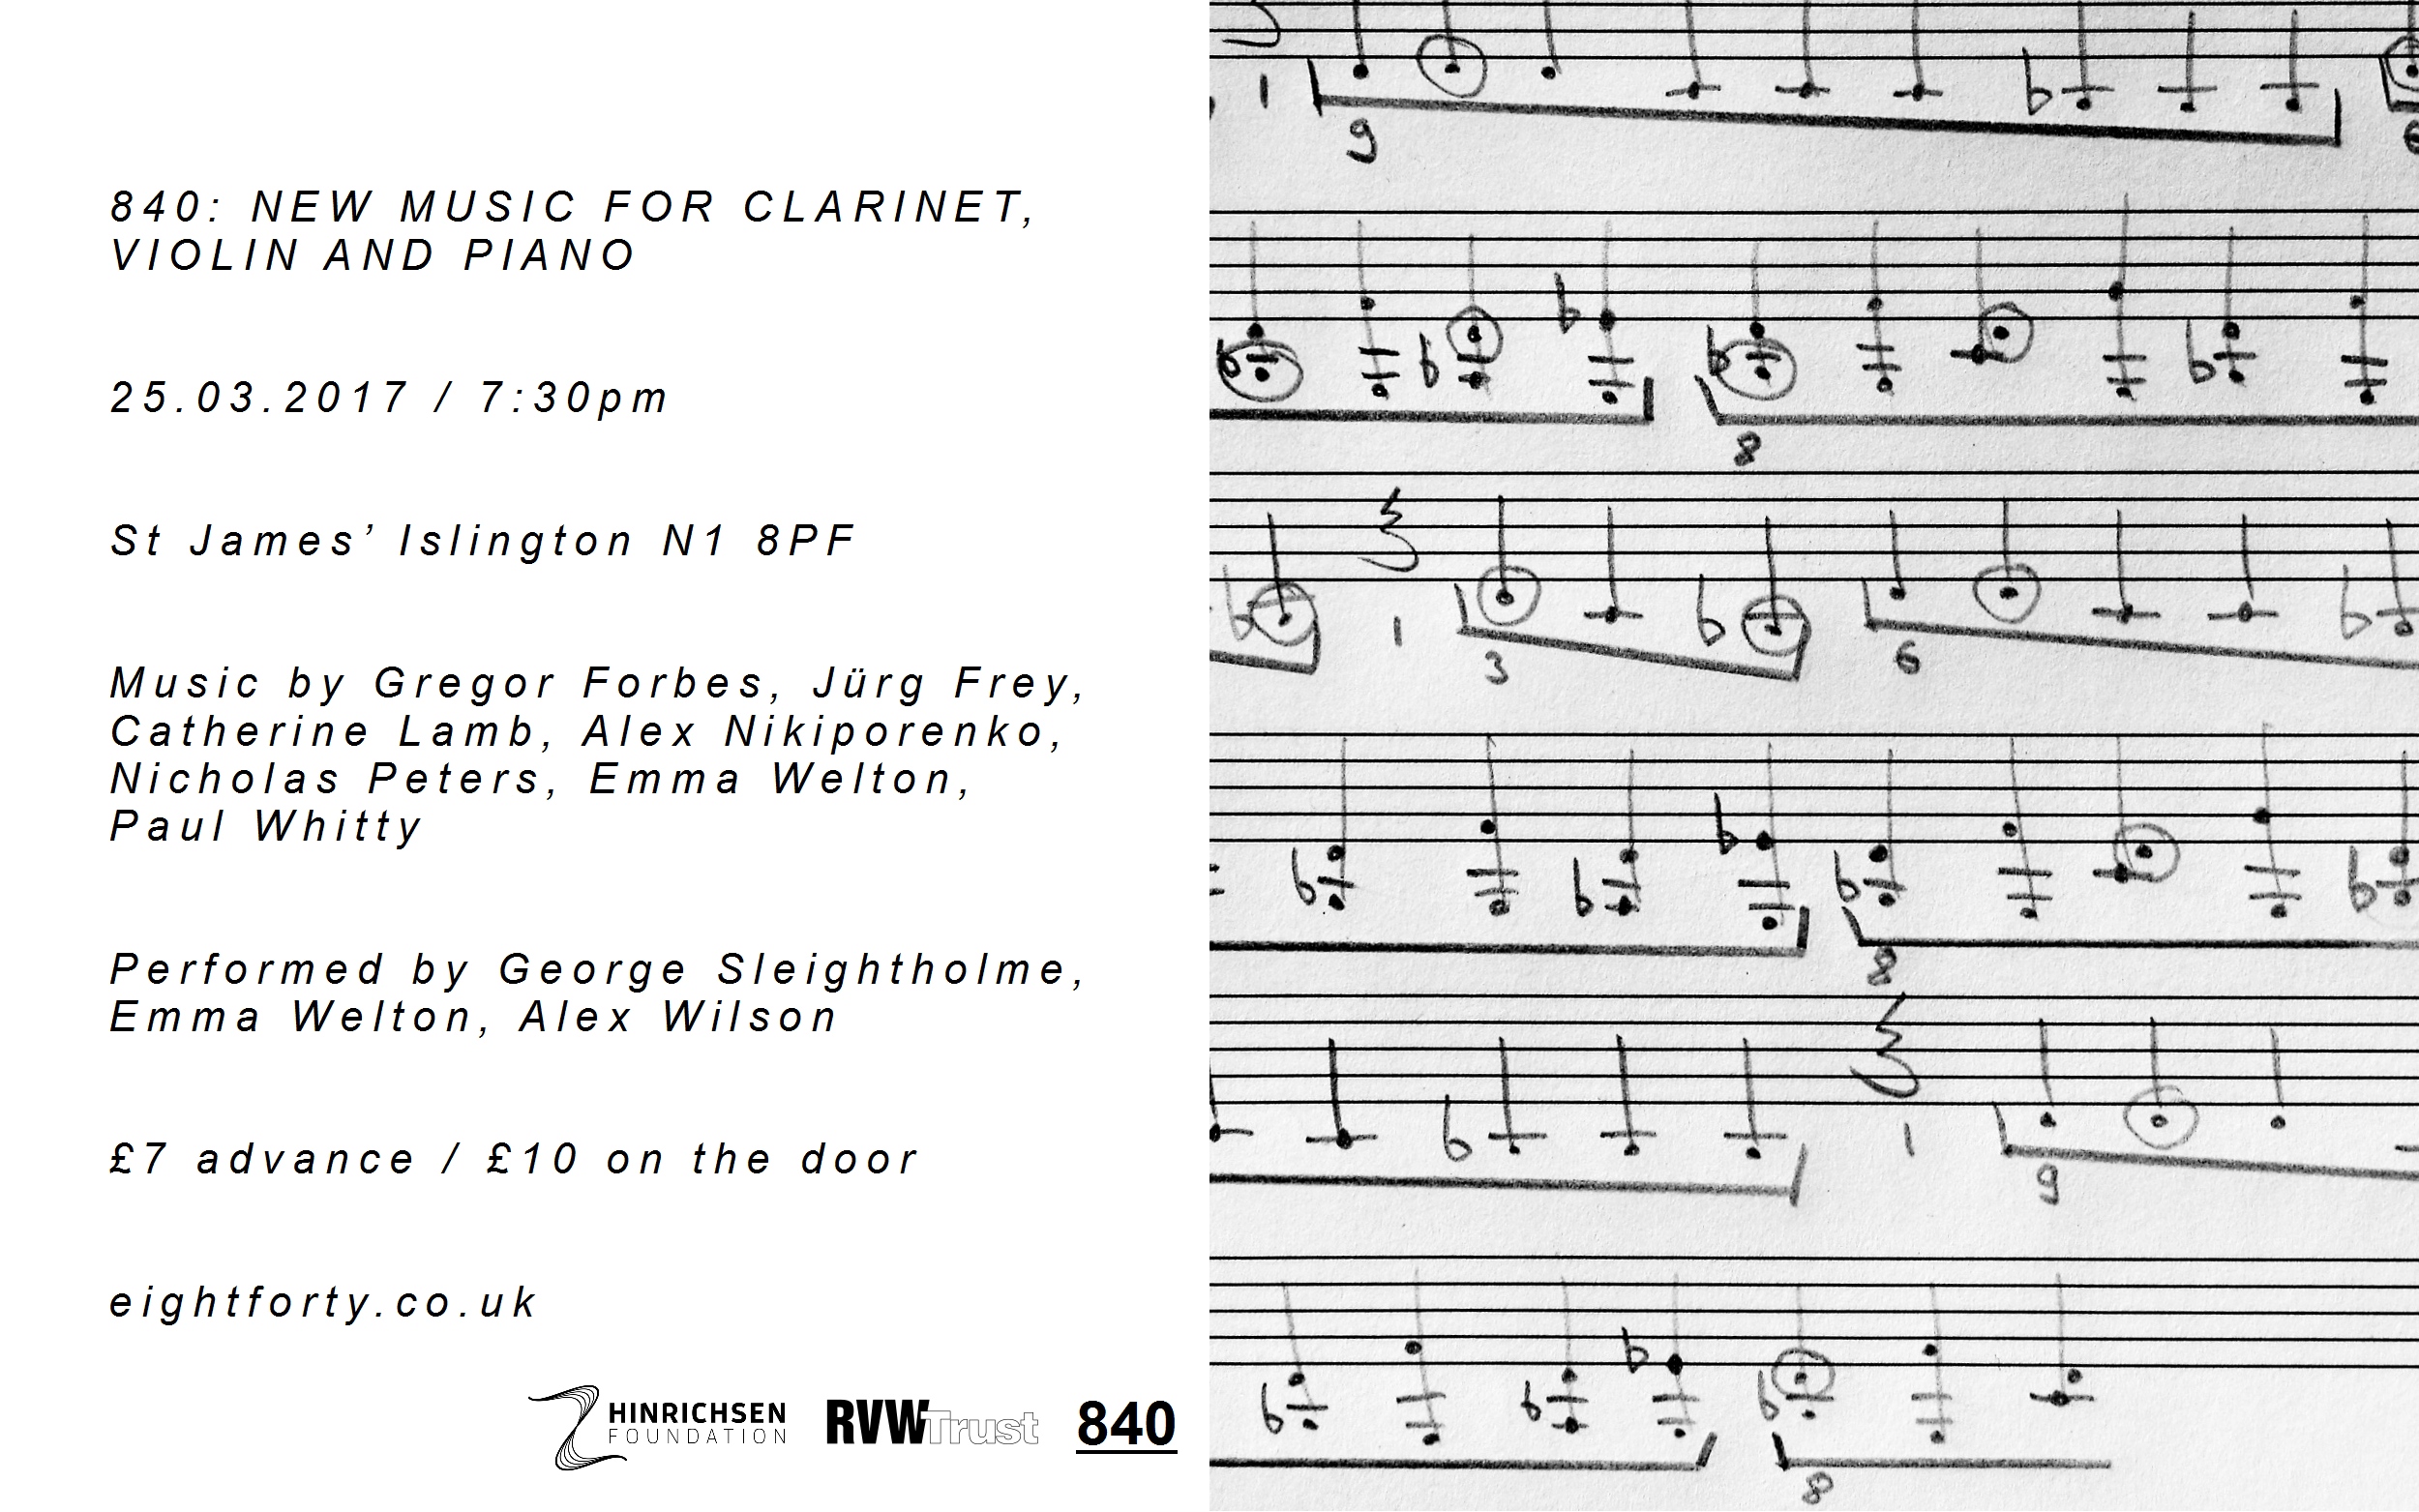 840: NEW MUSIC FOR CLARINET,
VIOLIN AND PIANO
25.03.2017 / 7:30pm
St James’ Islington N1 8PF
Music by Gregor Forbes, Jürg Frey,
Catherine Lamb, Alex Nikiporenko,
Nicholas Peters, Emma Welton,
Paul Whitty
Performed by George Sleightholme,
Emma Welton, Alex Wilson
£7 advance / £10 on the door
eightforty.co.uk
HINRICHSEN
FOUNDATION
RVW Trust
840
1
9
8
1
3
6
8
1
9
8